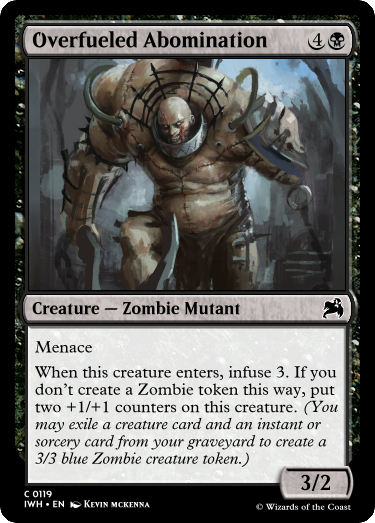 Overfueled Abomination 4
Creature — Zombie Mutant
Menace
When this creature enters, infuse 3. If you
don't create a Zombie token this way, put
two +1/+1 counters on this creature. (You
may exile a creature card and an instant or
sorcery card from your graveyard to create a
3/3 blue Zombie creature token.)
3/2
C 0119
IWH • EN Kevin McKenna
© Wizards of the Coast